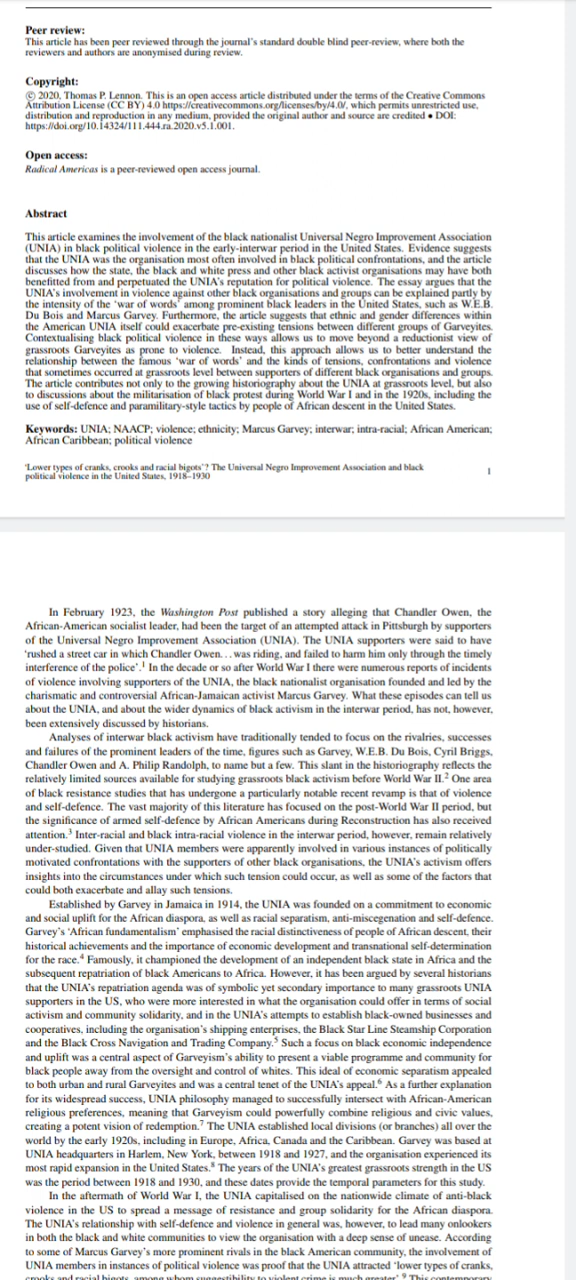 Peer review:
This article has been peer reviewed through the journal's standard double blind peer-review, where both the
reviewers and authors are anonymised during review.
Copyright:
© 2020, Thomas P. Lennon. This is an open access article distributed under the terms of the Creative Commons
Attribution License (CC BY) 4.0 https://creativecommons.org/licenses/by/4.0/, which permits unrestricted use,
distribution and reproduction in any medium, provided the original author and source are credited • DOI:
https://doi.org/10.14324/111.444.ra.2020.v5.1.001.
Open access:
Radical Americas is a peer-reviewed open access journal.
Abstract
This article examines the involvement of the black nationalist Universal Negro Improvement Association
(UNIA) in black political violence in the early-interwar period in the United States. Evidence suggests
that the UNIA was the organisation most often involved in black political confrontations, and the article
discusses how the state, the black and white press and other black activist organisations may have both
benefitted from and perpetuated the UNIA's reputation for political violence. The essay argues that the
UNIA's involvement in violence against other black organisations and groups can be explained partly by
the intensity of the 'war of words' among prominent black leaders in the United States, such as W.E.B.
Du Bois and Marcus Garvey. Furthermore, the article suggests that ethnic and gender differences within
the American UNIA itself could exacerbate pre-existing tensions between different groups of Garveyites.
Contextualising black political violence in these ways allows us to move beyond a reductionist view of
grassroots Garveyites as prone to violence. Instead, this approach allows us to better understand the
relationship between the famous 'war of words' and the kinds of tensions, confrontations and violence
that sometimes occurred at grassroots level between supporters of different black organisations and groups.
The article contributes not only to the growing historiography about the UNIA at grassroots level, but also
to discussions about the militarisation of black protest during World War I and in the 1920s, including the
use of self-defence and paramilitary-style tactics by people of African descent in the United States.
Keywords: UNIA; NAACP; violence; ethnicity; Marcus Garvey; interwar; intra-racial; African American;
African Caribbean; political violence
'Lower types of cranks, crooks and racial bigots'? The Universal Negro Improvement Association and black
political violence in the United States, 1918–1930
1
In February 1923, the Washington Post published a story alleging that Chandler Owen, the
African-American socialist leader, had been the target of an attempted attack in Pittsburgh by supporters
of the Universal Negro Improvement Association (UNIA). The UNIA supporters were said to have
'rushed a street car in which Chandler Owen. . . was riding, and failed to harm him only through the timely
interference of the police'.1 In the decade or so after World War I there were numerous reports of incidents
of violence involving supporters of the UNIA, the black nationalist organisation founded and led by the
charismatic and controversial African-Jamaican activist Marcus Garvey. What these episodes can tell us
about the UNIA, and about the wider dynamics of black activism in the interwar period, has not, however,
been extensively discussed by historians.
Analyses of interwar black activism have traditionally tended to focus on the rivalries, successes
and failures of the prominent leaders of the time, figures such as Garvey, W.E.B. Du Bois, Cyril Briggs,
Chandler Owen and A. Philip Randolph, to name but a few. This slant in the historiography reflects the
relatively limited sources available for studying grassroots black activism before World War II.2 One area
of black resistance studies that has undergone a particularly notable recent revamp is that of violence
and self-defence. The vast majority of this literature has focused on the post-World War II period, but
the significance of armed self-defence by African Americans during Reconstruction has also received
attention.3 Inter-racial and black intra-racial violence in the interwar period, however, remain relatively
under-studied. Given that UNIA members were apparently involved in various instances of politically
motivated confrontations with the supporters of other black organisations, the UNIA's activism offers
insights into the circumstances under which such tension could occur, as well as some of the factors that
could both exacerbate and allay such tensions.
Established by Garvey in Jamaica in 1914, the UNIA was founded on a commitment to economic
and social uplift for the African diaspora, as well as racial separatism, anti-miscegenation and self-defence.
Garvey's 'African fundamentalism' emphasised the racial distinctiveness of people of African descent, their
historical achievements and the importance of economic development and transnational self-determination
for the race.4 Famously, it championed the development of an independent black state in Africa and the
subsequent repatriation of black Americans to Africa. However, it has been argued by several historians
that the UNIA's repatriation agenda was of symbolic yet secondary importance to many grassroots UNIA
supporters in the US, who were more interested in what the organisation could offer in terms of social
activism and community solidarity, and in the UNIA's attempts to establish black-owned businesses and
cooperatives, including the organisation's shipping enterprises, the Black Star Line Steamship Corporation
and the Black Cross Navigation and Trading Company.5 Such a focus on black economic independence
and uplift was a central aspect of Garveyism's ability to present a viable programme and community for
black people away from the oversight and control of whites. This ideal of economic separatism appealed
to both urban and rural Garveyites and was a central tenet of the UNIA's appeal.6 As a further explanation
for its widespread success, UNIA philosophy managed to successfully intersect with African-American
religious preferences, meaning that Garveyism could powerfully combine religious and civic values,
creating a potent vision of redemption.7 The UNIA established local divisions (or branches) all over the
world by the early 1920s, including in Europe, Africa, Canada and the Caribbean. Garvey was based at
UNIA headquarters in Harlem, New York, between 1918 and 1927, and the organisation experienced its
most rapid expansion in the United States.8 The years of the UNIA's greatest grassroots strength in the US
was the period between 1918 and 1930, and these dates provide the temporal parameters for this study.
In the aftermath of World War I, the UNIA capitalised on the nationwide climate of anti-black
violence in the US to spread a message of resistance and group solidarity for the African diaspora.
The UNIA's relationship with self-defence and violence in general was, however, to lead many onlookers
in both the black and white communities to view the organisation with a deep sense of unease. According
to some of Marcus Garvey's more prominent rivals in the black American community, the involvement of
UNIA members in instances of political violence was proof that the UNIA attracted 'lower types of cranks,
crooks and racial bigots, among whom suggestibility to violent crime is much greater'.9 This contemporary